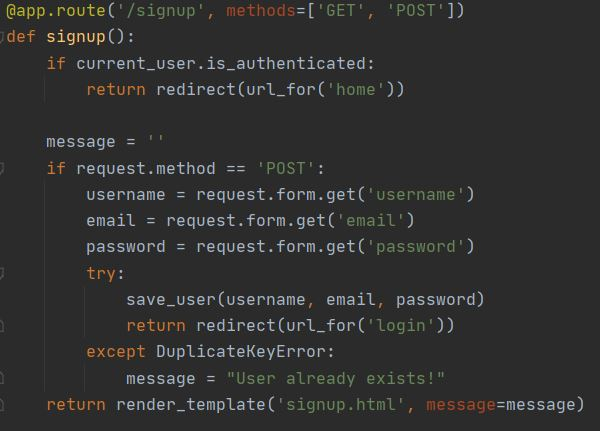 @app.route('/signup', methods=['GET', 'POST'])
def signup():
    if current_user.is_authenticated:
        return redirect(url_for('home'))

    message = ''
    if request.method == 'POST':
        username = request.form.get('username')
        email = request.form.get('email')
        password = request.form.get('password')
        try:
            save_user(username, email, password)
            return redirect(url_for('login'))
        except DuplicateKeyError:
            message = "User already exists!"
    return render_template('signup.html', message=message)